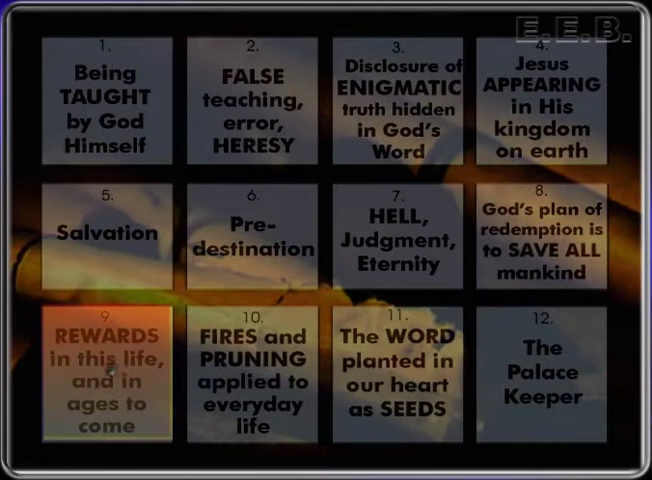 E.E.B.
1.
Being
TAUGHT
by God
Himself
2.
FALSE
teaching,
error,
HERESY
3.
Disclosure of
ENIGMATIC
truth hidden
in God's
Word
4.
Jesus
APPEARING
in His
kingdom
on earth
5.
Salvation
6.
Pre-
destination
7.
HELL,
Judgment,
Eternity
8.
God's plan of
redemption is
to SAVE ALL
mankind
9
REWARDS
in this life,
and in
ages to
come
10.
FIRES and
PRUNING
applied to
everyday
life
11.
The WORD
planted in
our heart
as SEEDS
12.
The
Palace
Keeper